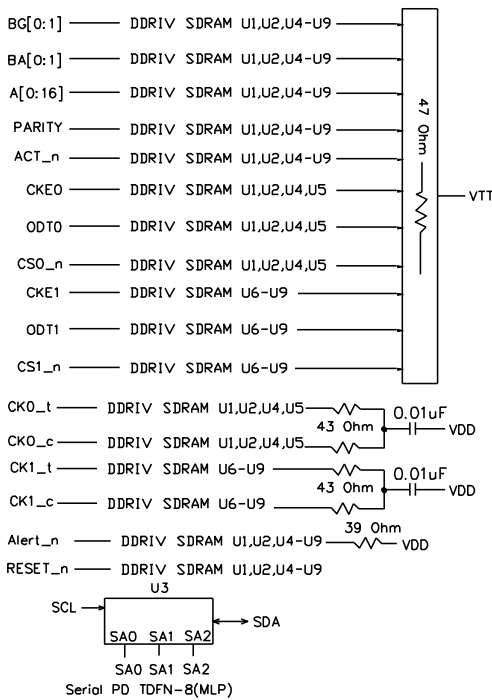 BG[0:1] DDRIV SDRAM U1,U2,U4-U9
BA[0:1] DDRIV SDRAM U1,U2,U4-U9
A[0:16] DDRIV SDRAM U1,U2,U4-U9
PARITY DDRIV SDRAM U1,U2,U4-U9
ACT_n DDRIV SDRAM U1,U2,U4-U9
CKE0 DDRIV SDRAM U1,U2,U4,U5
ODT0 DDRIV SDRAM U1,U2,U4,U5
CS0_n DDRIV SDRAM U1,U2,U4,U5
CKE1 DDRIV SDRAM U6-U9
ODT1 DDRIV SDRAM U6-U9
CS1_n DDRIV SDRAM U6-U9
47 Ohm
VTT
CK0_t DDRIV SDRAM U1,U2,U4,U5
43 Ohm 0.01uF
VDD
CK0_c DDRIV SDRAM U1,U2,U4,U5
CK1_t DDRIV SDRAM U6-U9
43 Ohm 0.01uF
VDD
CK1_c DDRIV SDRAM U6-U9
39 Ohm
Alert_n DDRIV SDRAM U1,U2,U4-U9 VDD
RESET_n DDRIV SDRAM U1,U2,U4-U9
U3
SCL
SDA
SA0 SA1 SA2
SA0 SA1 SA2
Serial PD TDFN-8(MLP)